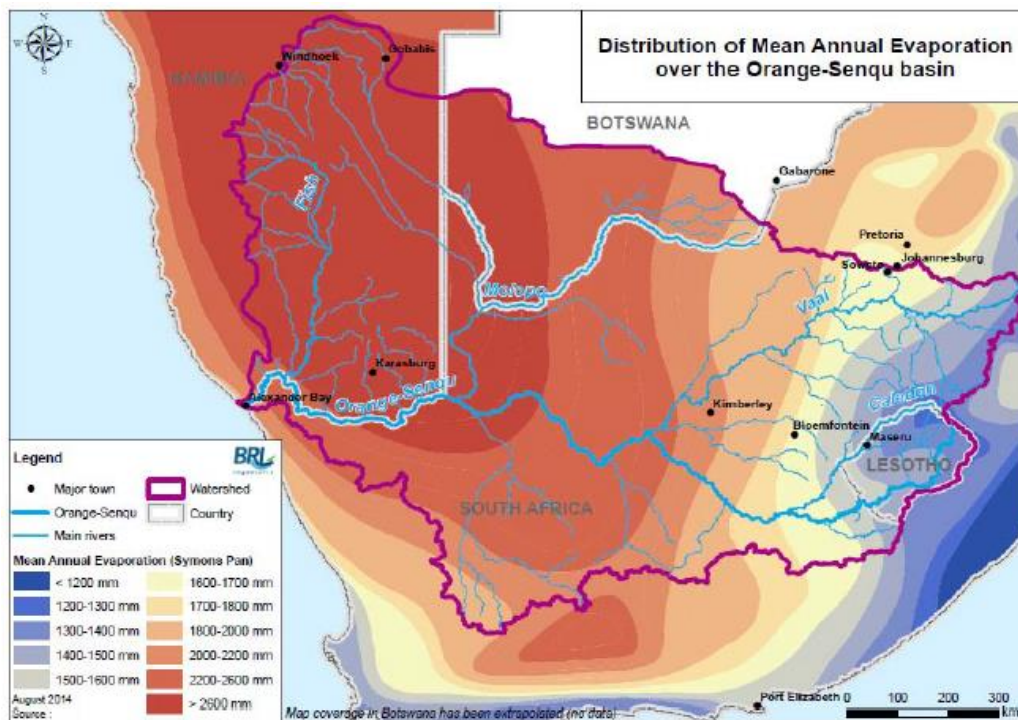 Distribution of Mean Annual Evaporation
over the Orange-Senqu basin
N
W E
S
Windhoek
Gobabis
NAMIBIA
BOTSWANA
Gabarone
Fish
Pretoria
Johannesburg
Soweto
Molopo
Vaal
Karasburg
Alexander Bay
Orange-Senqu
Kimberley
Caledon
Bloemfontein
Maseru
LESOTHO
SOUTH AFRICA
Legend
BRL
Major town
Watershed
Orange-Senqu
Country
Main rivers
Mean Annual Evaporation (Symons Pan)
< 1200 mm
1600-1700 mm
1200-1300 mm
1700-1800 mm
1300-1400 mm
1800-2000 mm
1400-1500 mm
2000-2200 mm
1500-1600 mm
2200-2600 mm
> 2600 mm
August 2014
Source :
Map coverage in Botswana has been extrapolated (no data)
Port Elizabeth
0 100 200 300
km